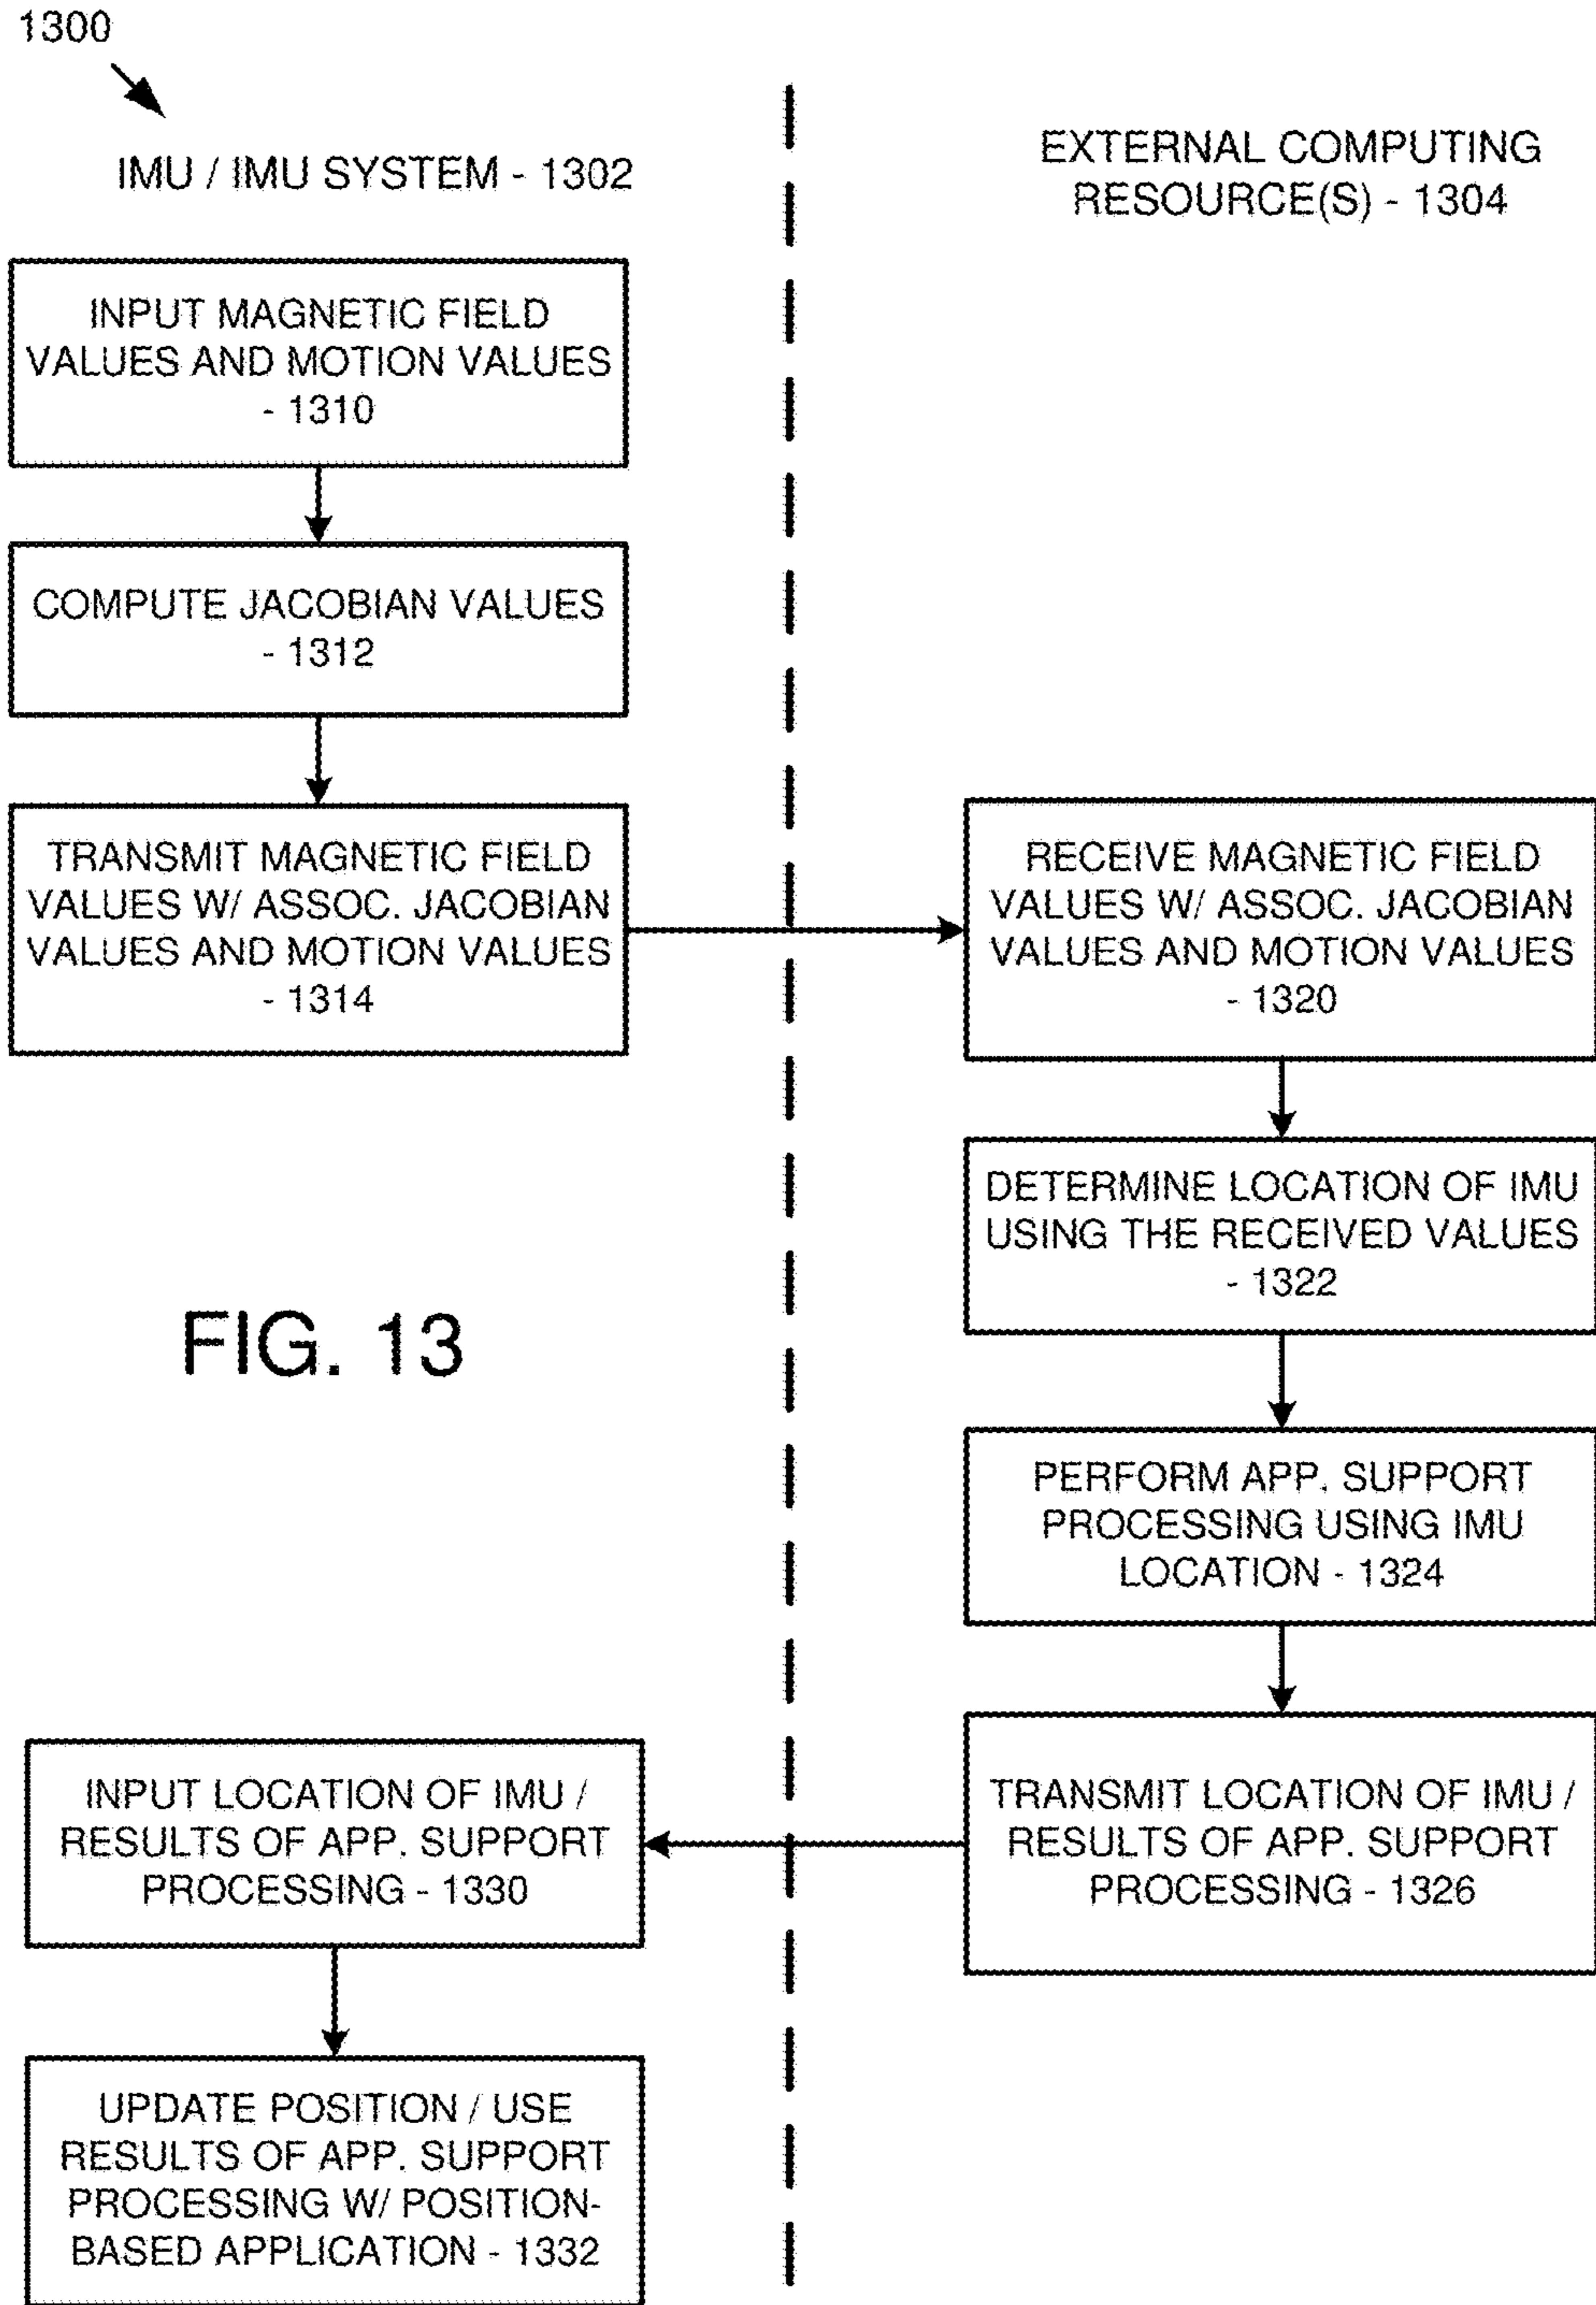 1300
IMU / IMU SYSTEM - 1302
EXTERNAL COMPUTING
RESOURCE(S) - 1304
INPUT MAGNETIC FIELD
VALUES AND MOTION VALUES
- 1310
COMPUTE JACOBIAN VALUES
- 1312
TRANSMIT MAGNETIC FIELD
VALUES W/ ASSOC. JACOBIAN
VALUES AND MOTION VALUES
- 1314
RECEIVE MAGNETIC FIELD
VALUES W/ ASSOC. JACOBIAN
VALUES AND MOTION VALUES
- 1320
DETERMINE LOCATION OF IMU
USING THE RECEIVED VALUES
- 1322
FIG. 13
PERFORM APP. SUPPORT
PROCESSING USING IMU
LOCATION - 1324
TRANSMIT LOCATION OF IMU /
RESULTS OF APP. SUPPORT
PROCESSING - 1326
INPUT LOCATION OF IMU /
RESULTS OF APP. SUPPORT
PROCESSING - 1330
UPDATE POSITION / USE
RESULTS OF APP. SUPPORT
PROCESSING W/ POSITION-
BASED APPLICATION - 1332